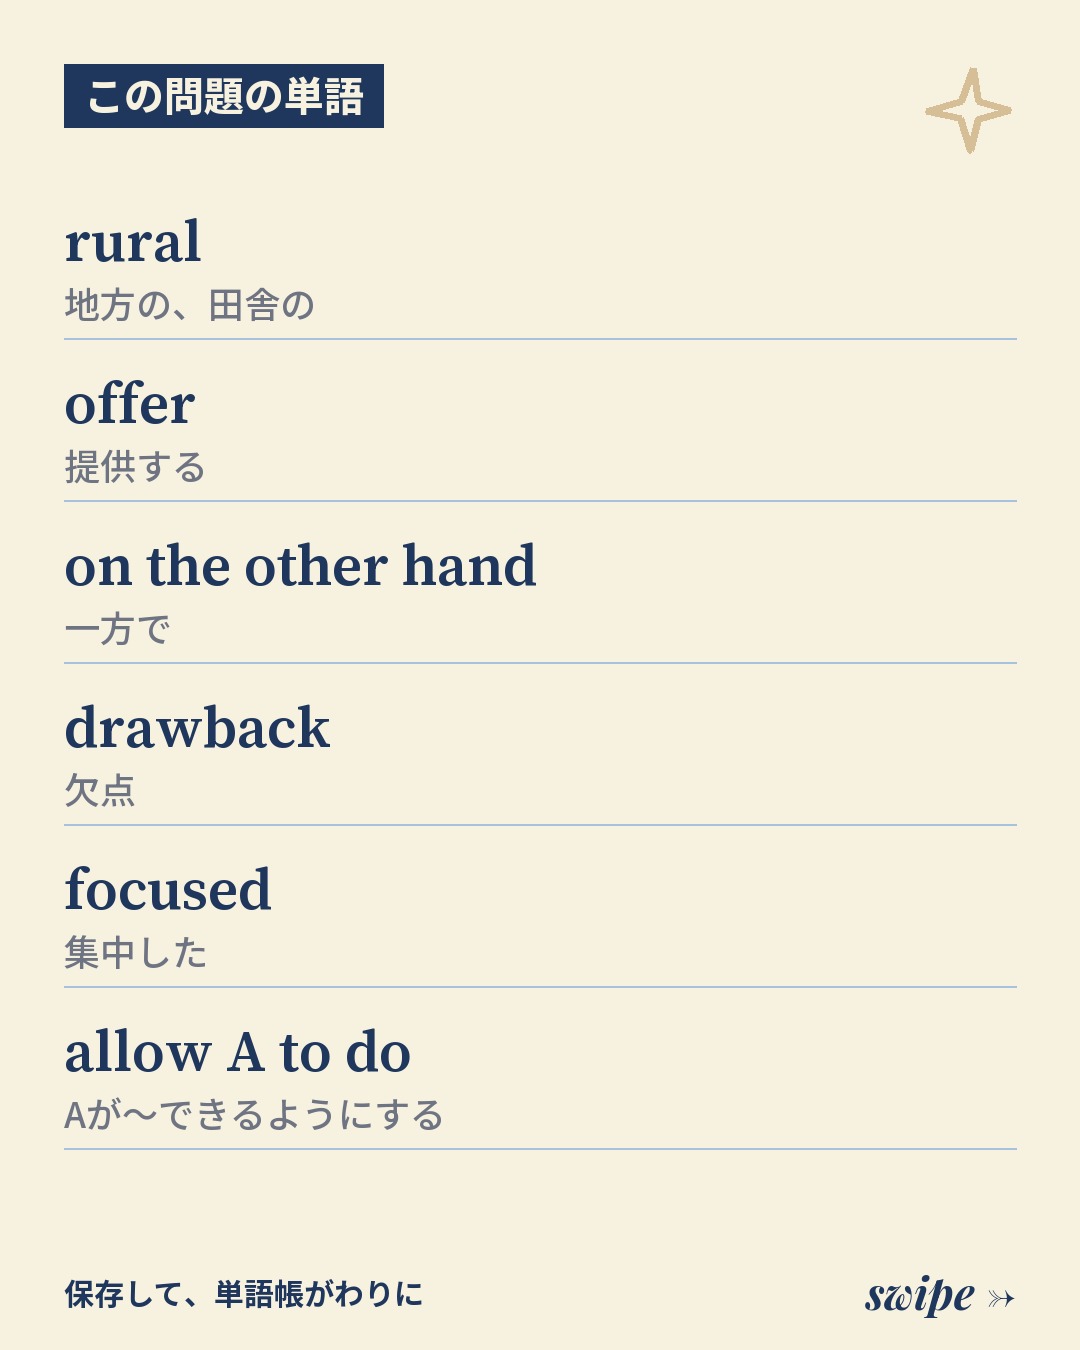 この問題の単語
rural
地方の、田舎の
offer
提供する
on the other hand
一方で
drawback
欠点
focused
集中した
allow A to do
Aが〜できるようにする
保存して、単語帳がわりに
swipe